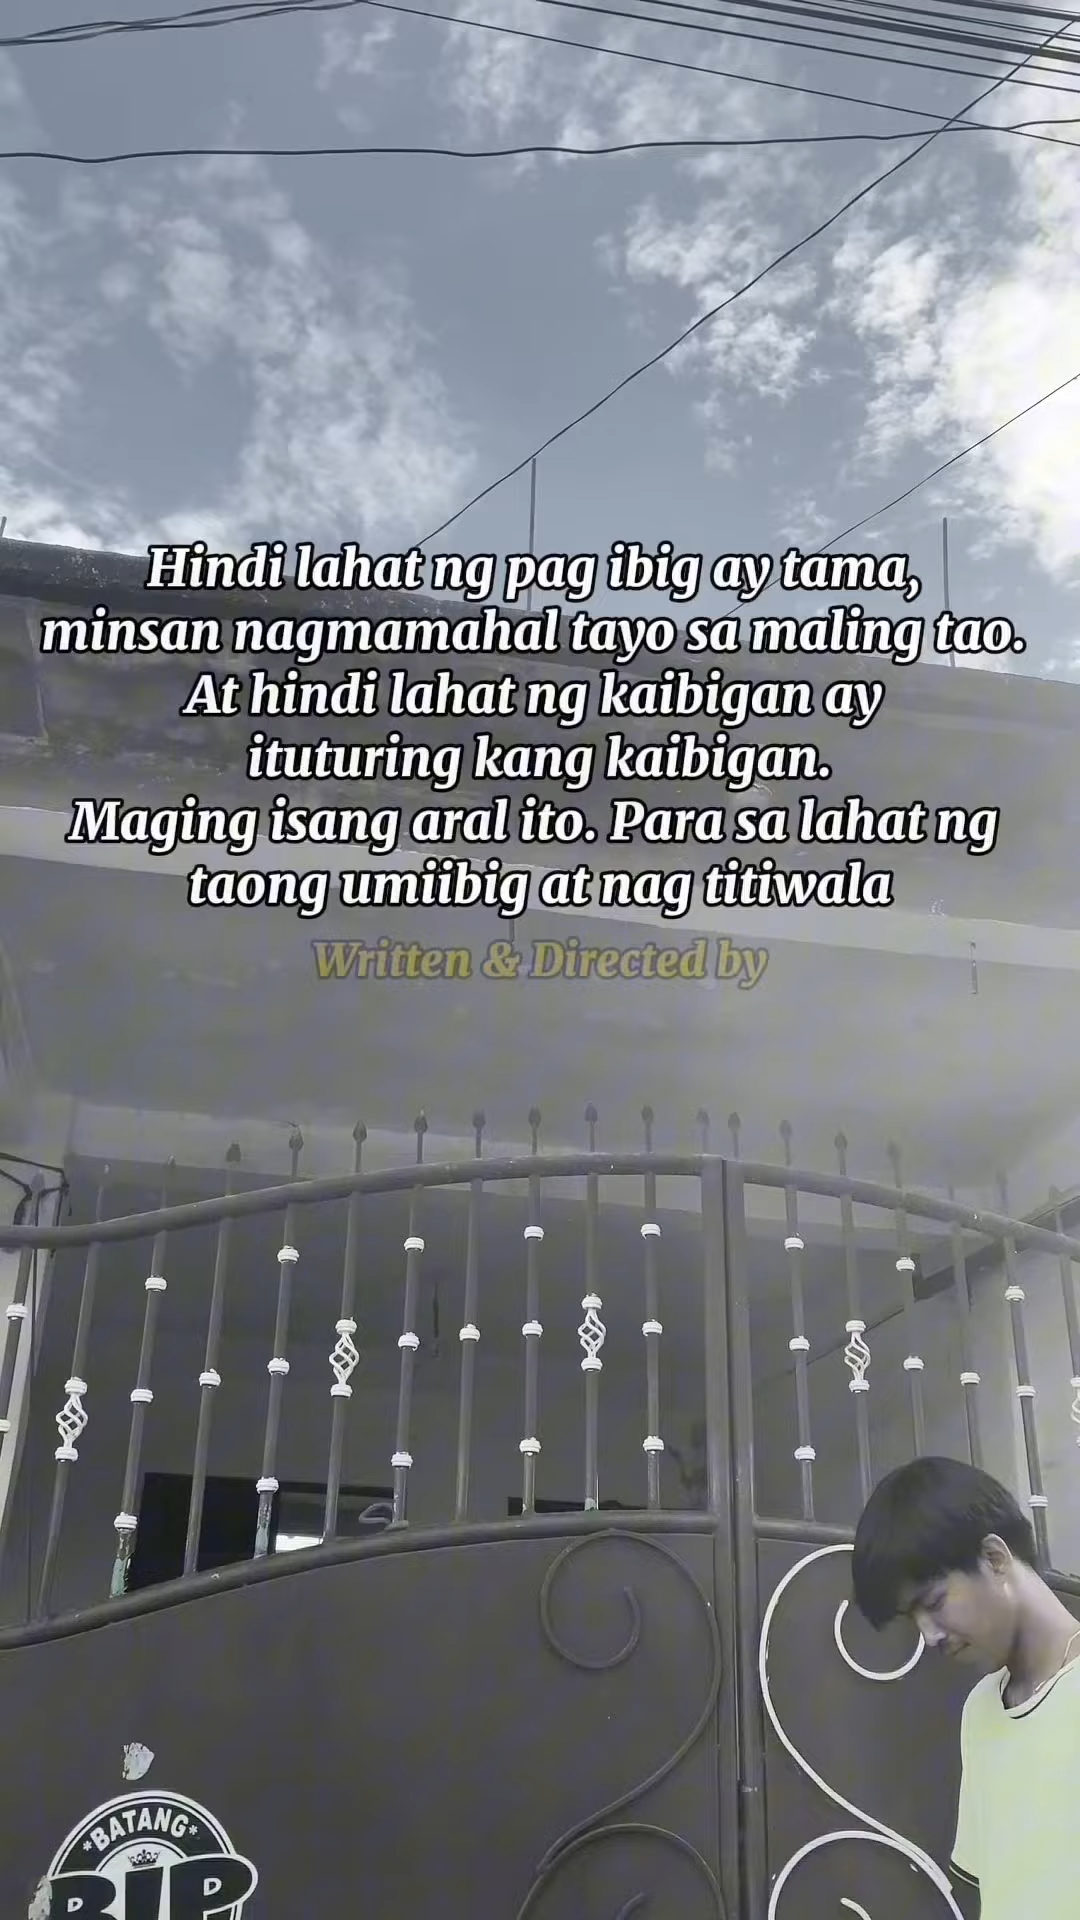 Hindi lahat ng pag ibig ay tama,
minsan nagmamahal tayo sa maling tao.
At hindi lahat ng kaibigan ay
ituturing kang kaibigan.
Maging isang aral ito. Para sa lahat ng
taong umiibig at nag titiwala
Written & Directed by
*BATANG*
BIP